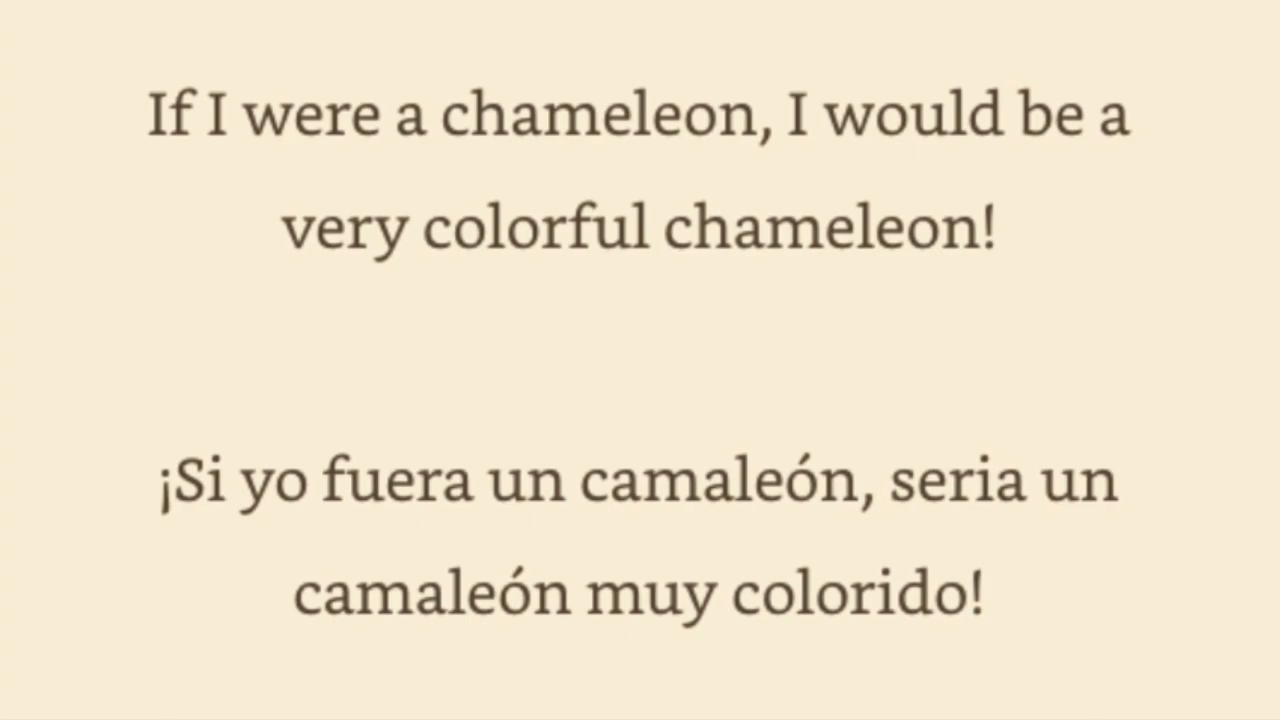 If I were a chameleon, I would be a
very colorful chameleon!
¡Si yo fuera un camaleón, seria un
camaleón muy colorido!